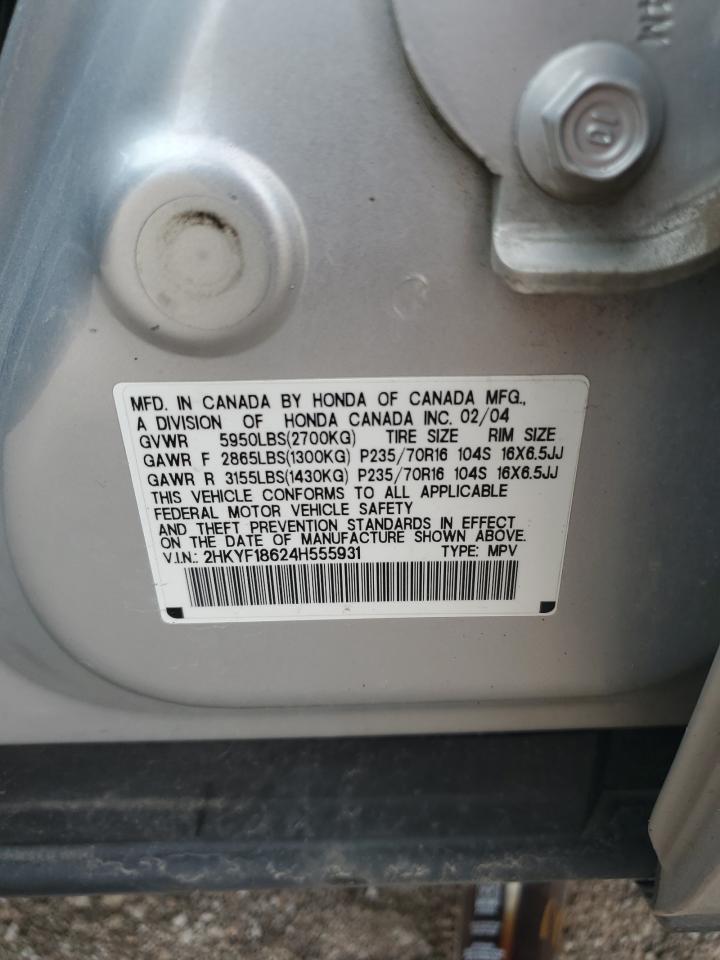 MFD. IN CANADA BY HONDA OF CANADA MFG.,
A DIVISION OF HONDA CANADA INC. 02/04
GVWR 5950LBS(2700KG) TIRE SIZE RIM SIZE
GAWR F 2865LBS(1300KG) P235/70R16 104S 16X6.5JJ
GAWR R 3155LBS(1430KG) P235/70R16 104S 16X6.5JJ
THIS VEHICLE CONFORMS TO ALL APPLICABLE
FEDERAL MOTOR VEHICLE SAFETY
AND THEFT PREVENTION STANDARDS IN EFFECT
ON THE DATE OF MANUFACTURE SHOWN ABOVE.
V.I.N.: 2HKYF18624H555931 TYPE: MPV